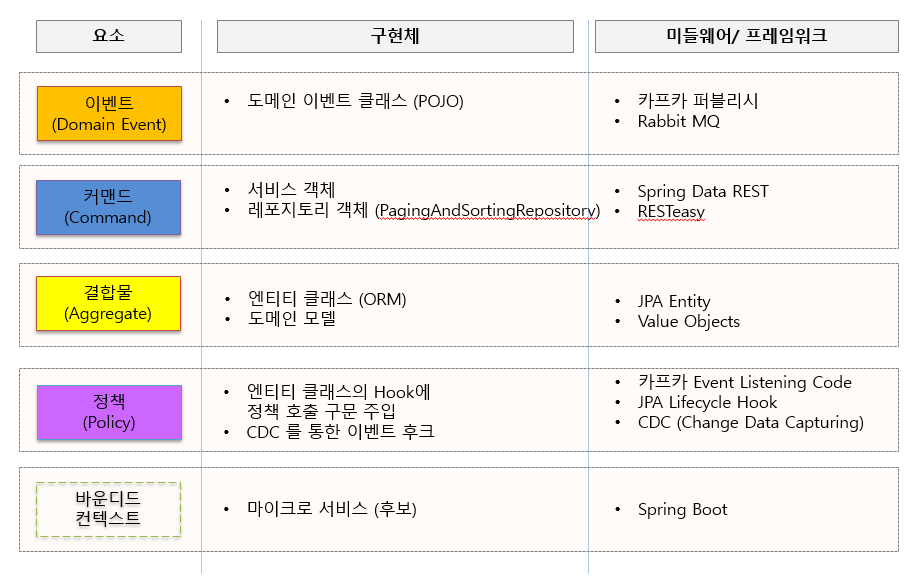 요소
구현체
미들웨어/ 프레임워크
이벤트
(Domain Event)
• 도메인 이벤트 클래스 (POJO)
• 카프카 퍼블리시
• Rabbit MQ
커맨드
(Command)
• 서비스 객체
• 레포지토리 객체 (PagingAndSortingRepository)
• Spring Data REST
• RESTeasy
결합물
(Aggregate)
• 엔티티 클래스 (ORM)
• 도메인 모델
• JPA Entity
• Value Objects
정책
(Policy)
• 엔티티 클래스의 Hook에
정책 호출 구문 주입
• CDC 를 통한 이벤트 후크
• 카프카 Event Listening Code
• JPA Lifecycle Hook
• CDC (Change Data Capturing)
바운디드
컨텍스트
• 마이크로 서비스 (후보)
• Spring Boot